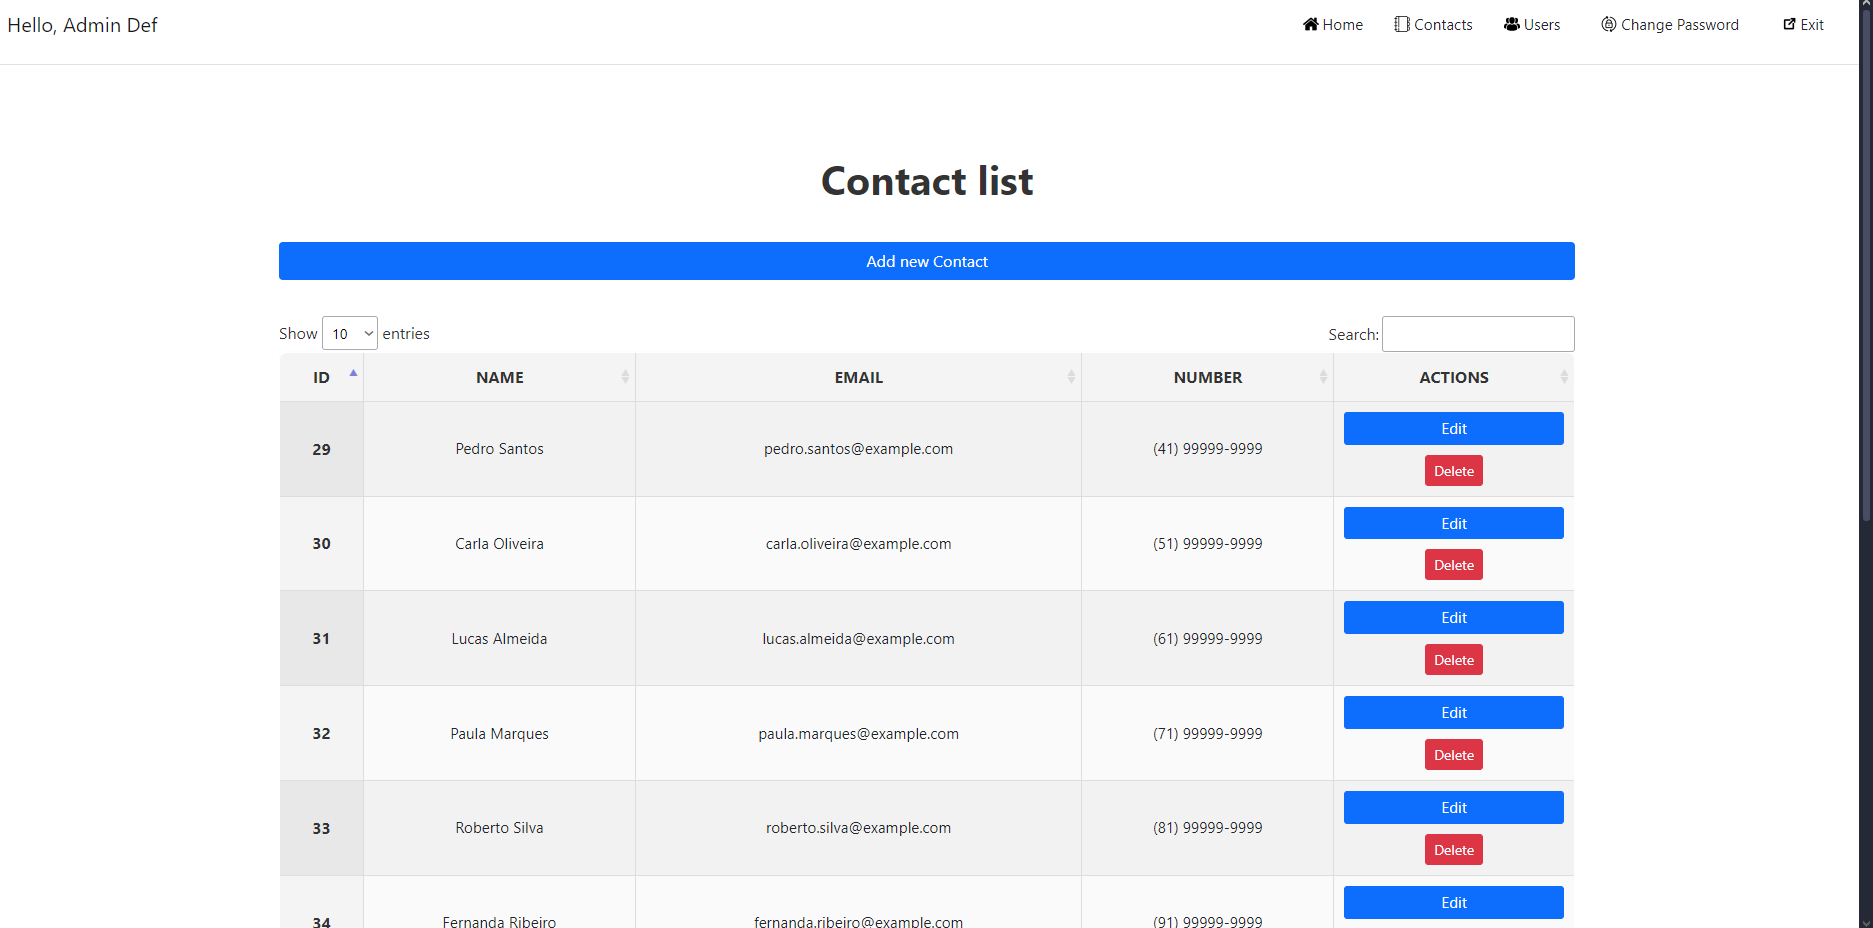 Hello, Admin Def
Home Contacts Users Change Password Exit
Contact list
Add new Contact
Show 10 entries Search:
ID NAME EMAIL NUMBER ACTIONS
29 Pedro Santos pedro.santos@example.com (41) 99999-9999 Edit
Delete
30 Carla Oliveira carla.oliveira@example.com (51) 99999-9999 Edit
Delete
31 Lucas Almeida lucas.almeida@example.com (61) 99999-9999 Edit
Delete
32 Paula Marques paula.marques@example.com (71) 99999-9999 Edit
Delete
33 Roberto Silva roberto.silva@example.com (81) 99999-9999 Edit
Delete
34 Fernanda Ribeiro fernanda.ribeiro@example.com (91) 99999-9999 Edit